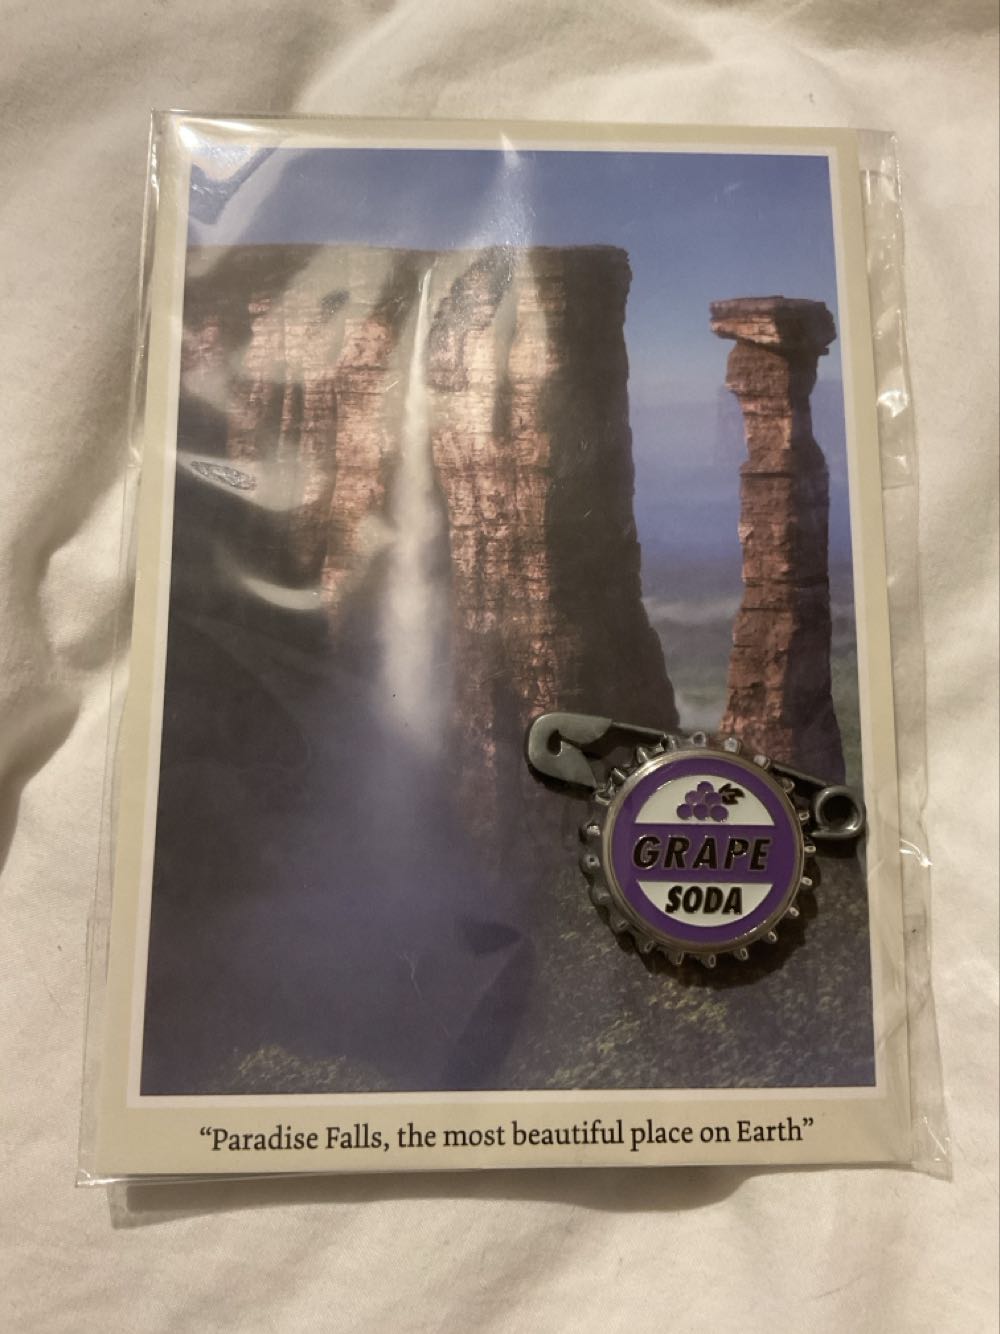 GRAPE
SODA
“Paradise Falls, the most beautiful place on Earth”